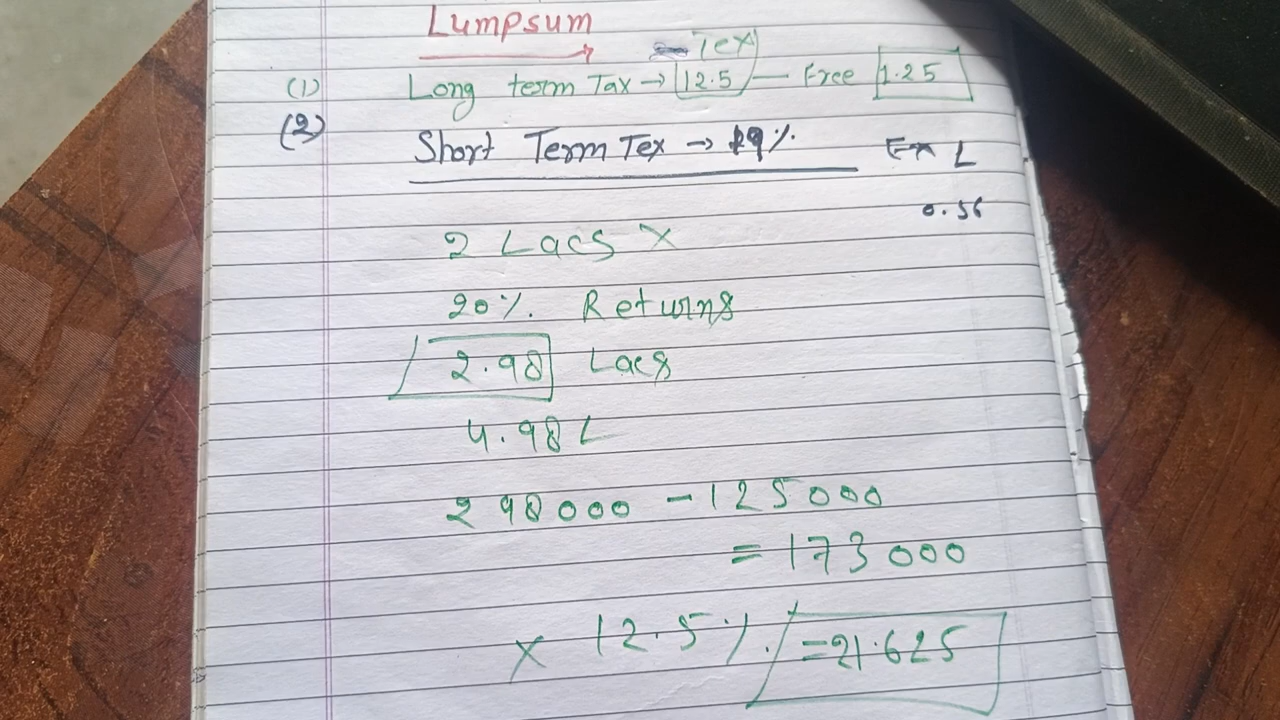 Lumpsum
Tex
(1) Long term Tax → 12.5 — Free 1.25
(2) Short Term Tex → %. Ex L
0.56
2 Lacs X
20%. Returns
2.98 Lacs
4.98 L
298000 - 125000
= 173000
X 12.5%. = 21.625